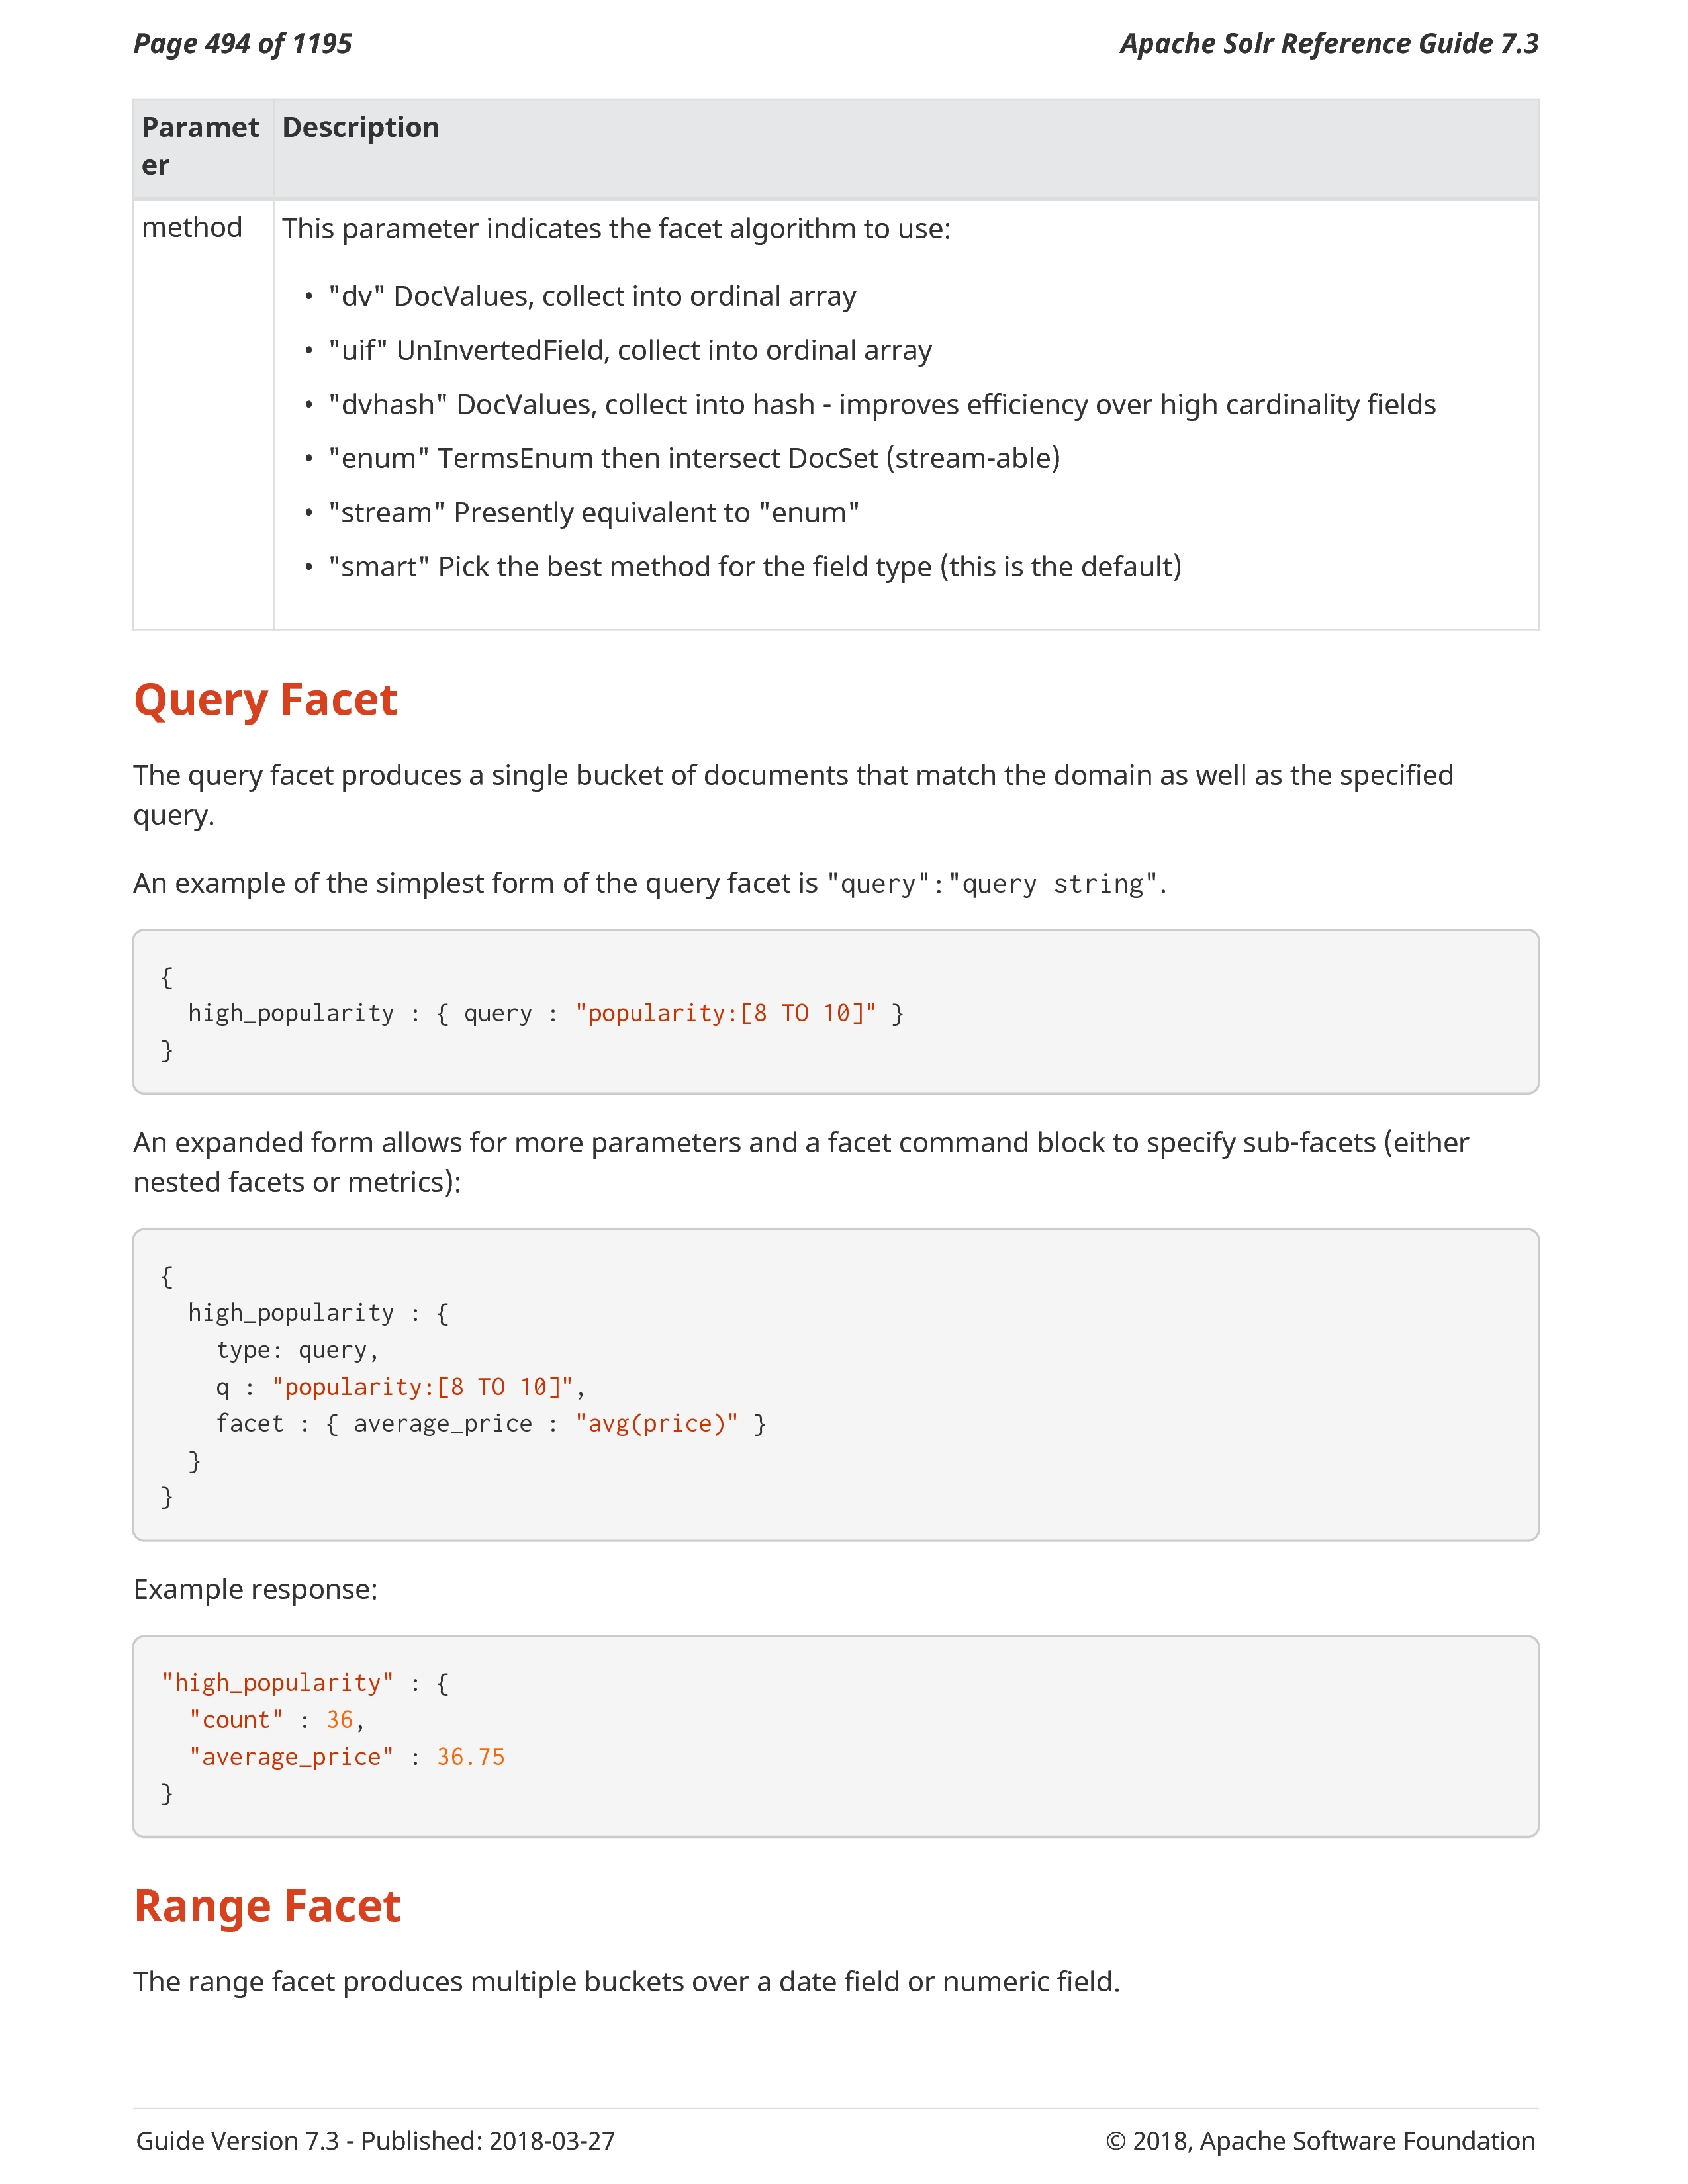 Page 494 of 1195
Apache Solr Reference Guide 7.3
Paramet
er
Description
method
This parameter indicates the facet algorithm to use:
• "dv" DocValues, collect into ordinal array
• "uif" UnInvertedField, collect into ordinal array
• "dvhash" DocValues, collect into hash - improves efficiency over high cardinality fields
• "enum" TermsEnum then intersect DocSet (stream-able)
• "stream" Presently equivalent to "enum"
• "smart" Pick the best method for the field type (this is the default)
Query Facet
The query facet produces a single bucket of documents that match the domain as well as the specified
query.
An example of the simplest form of the query facet is "query":"query string".
{
  high_popularity : { query : "popularity:[8 TO 10]" }
}
An expanded form allows for more parameters and a facet command block to specify sub-facets (either
nested facets or metrics):
{
  high_popularity : {
    type: query,
    q : "popularity:[8 TO 10]",
    facet : { average_price : "avg(price)" }
  }
}
Example response:
"high_popularity" : {
  "count" : 36,
  "average_price" : 36.75
}
Range Facet
The range facet produces multiple buckets over a date field or numeric field.
Guide Version 7.3 - Published: 2018-03-27
© 2018, Apache Software Foundation